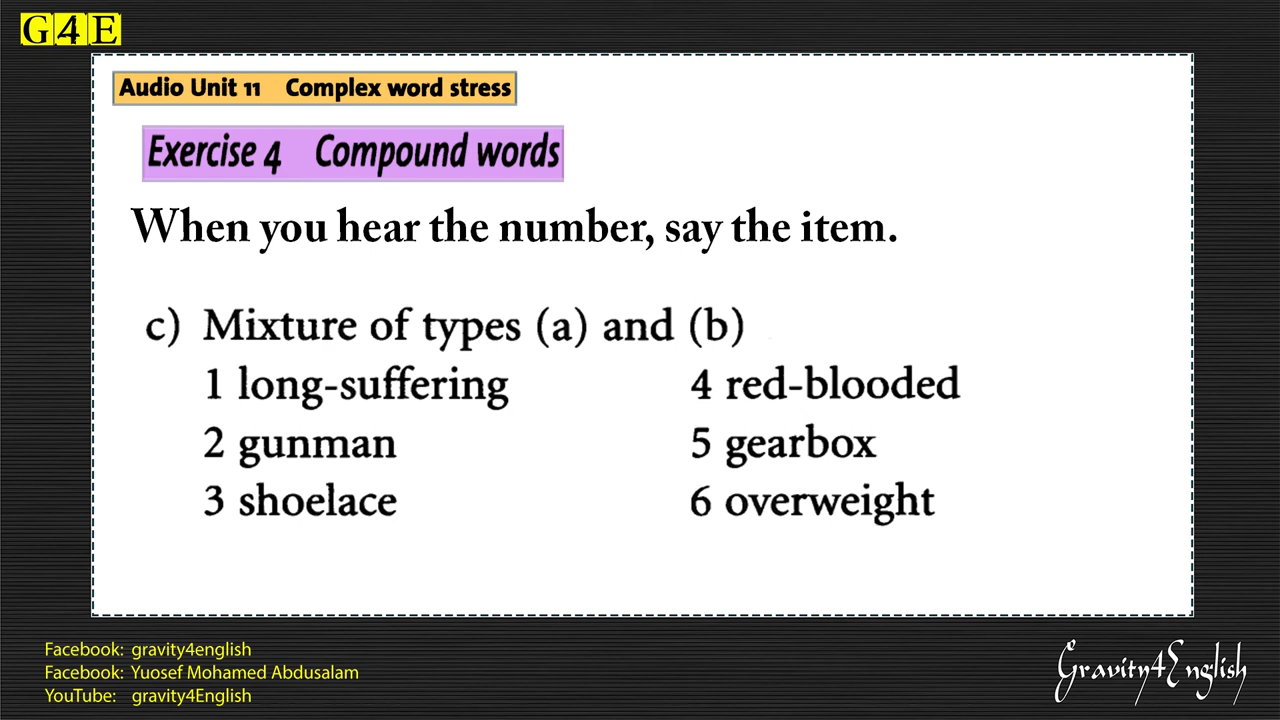 G4E
Audio Unit 11 Complex word stress
Exercise 4 Compound words
When you hear the number, say the item.
c) Mixture of types (a) and (b)
1 long-suffering
2 gunman
3 shoelace
4 red-blooded
5 gearbox
6 overweight
Facebook: gravity4english
Facebook: Yuosef Mohamed Abdusalam
YouTube: gravity4English
Gravity4English